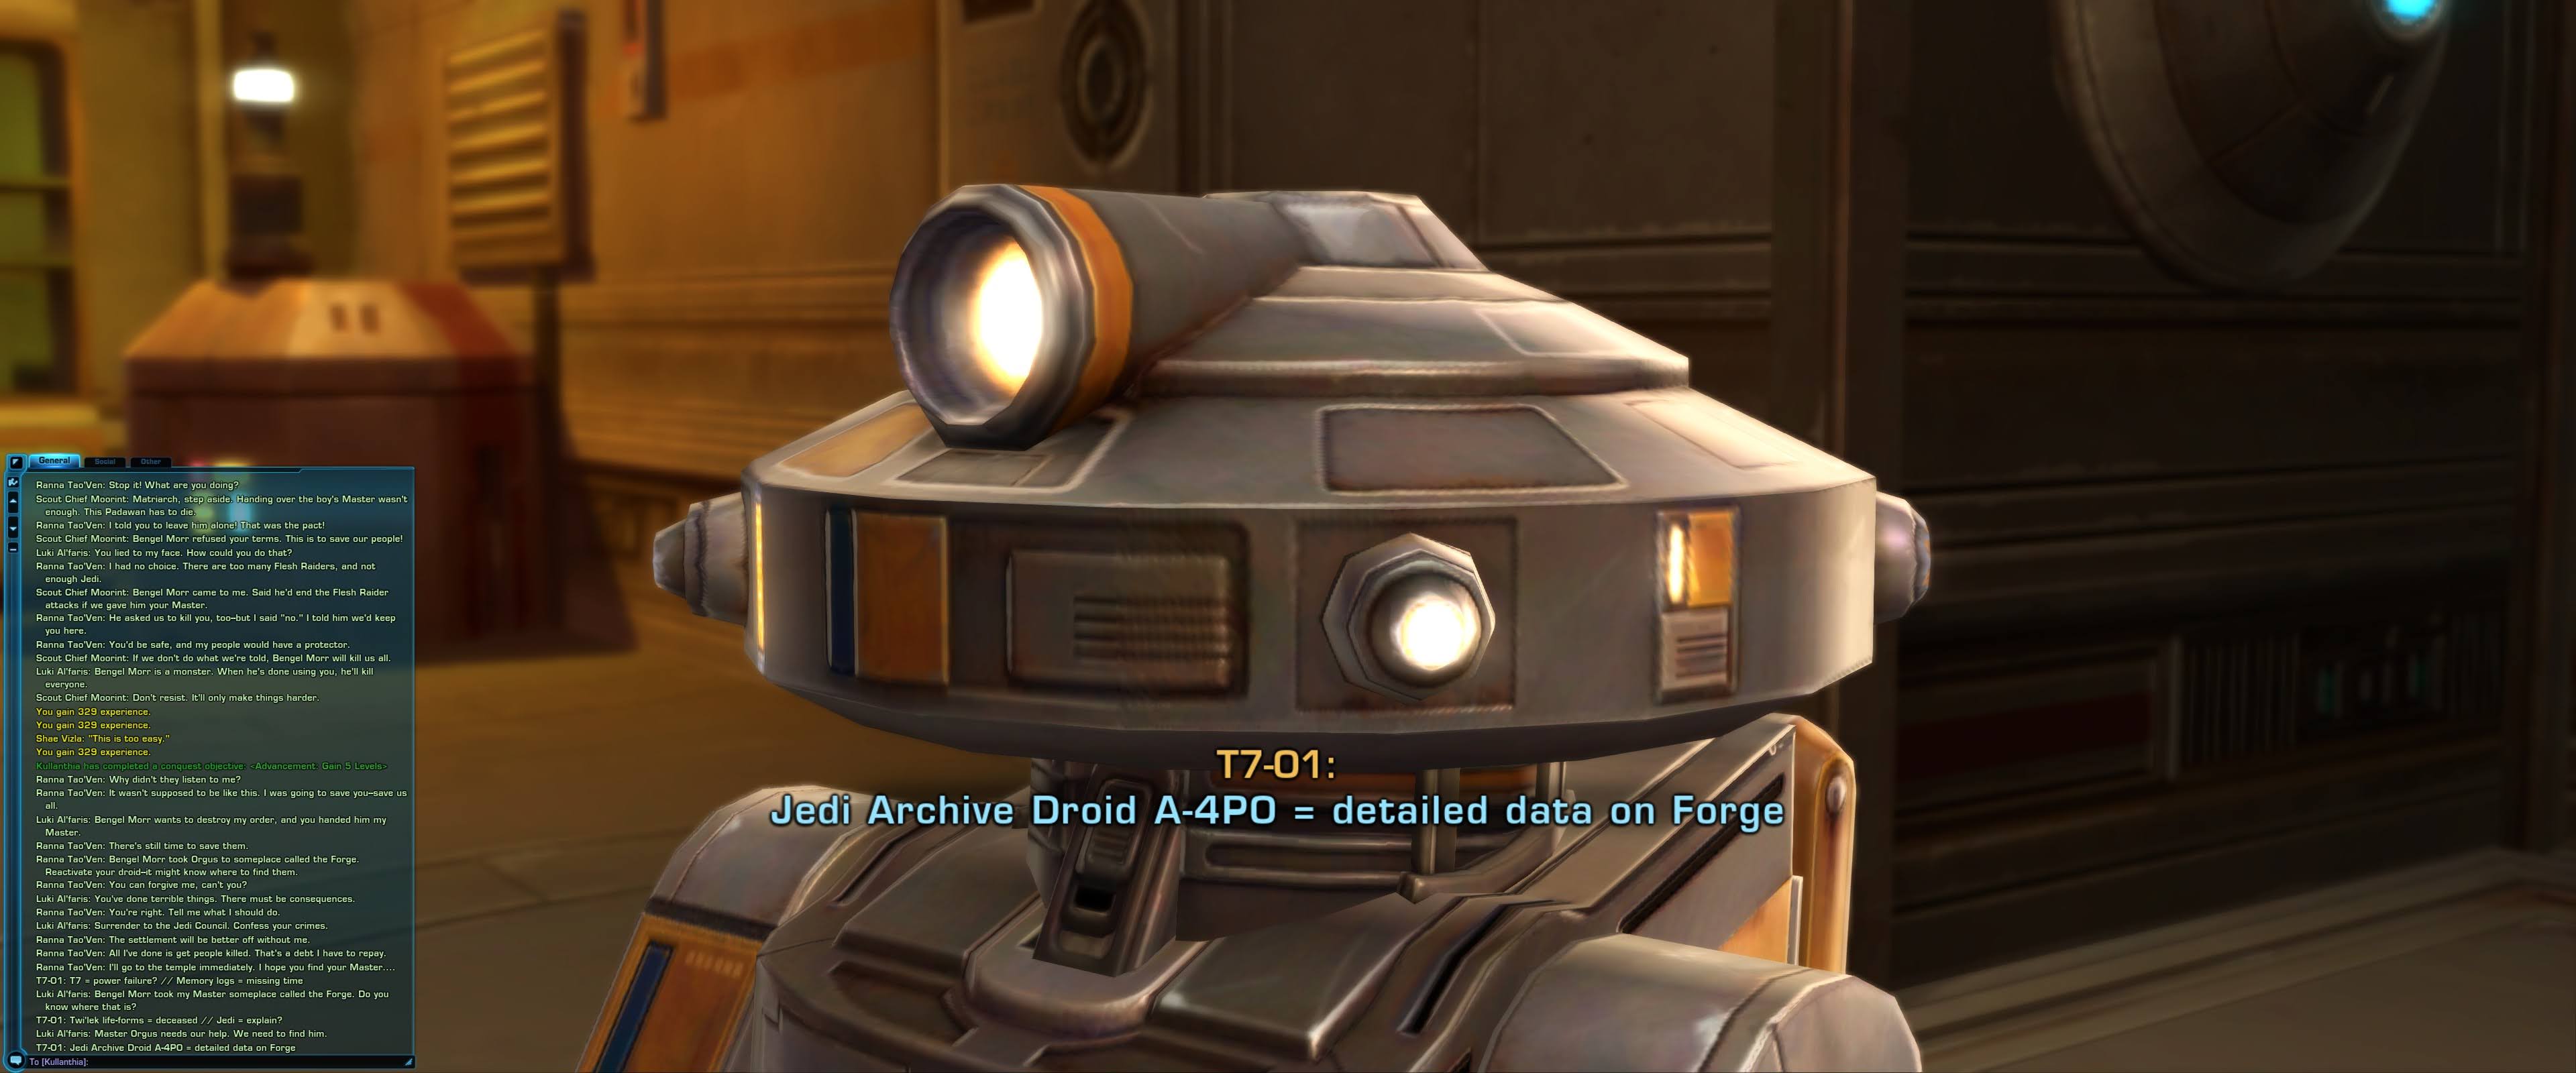 General
Social
Other
Ranna Tao'Ven: Stop it! What are you doing?
Scout Chief Moorint: Matriarch, step aside. Handing over the boy's Master wasn't
enough. This Padawan has to die.
Ranna Tao'Ven: I told you to leave him alone! That was the pact!
Scout Chief Moorint: Bengel Morr refused your terms. This is to save our people!
Luki Al'faris: You lied to my face. How could you do that?
Ranna Tao'Ven: I had no choice. There are too many Flesh Raiders, and not
enough Jedi.
Scout Chief Moorint: Bengel Morr came to me. Said he'd end the Flesh Raider
attacks if we gave him your Master.
Ranna Tao'Ven: He asked us to kill you, too—but I said "no." I told him we'd keep
you here.
Ranna Tao'Ven: You'd be safe, and my people would have a protector.
Scout Chief Moorint: If we don't do what we're told, Bengel Morr will kill us all.
Luki Al'faris: Bengel Morr is a monster. When he's done using you, he'll kill
everyone.
Scout Chief Moorint: Don't resist. It'll only make things harder.
You gain 329 experience.
You gain 329 experience.
Shae Vizla: "This is too easy."
You gain 329 experience.
Kullanthia has completed a conquest objective: <Advancement: Gain 5 Levels>
Ranna Tao'Ven: Why didn't they listen to me?
Ranna Tao'Ven: It wasn't supposed to be like this. I was going to save you—save us
all.
Luki Al'faris: Bengel Morr wants to destroy my order, and you handed him my
Master.
Ranna Tao'Ven: There's still time to save them.
Ranna Tao'Ven: Bengel Morr took Orgus to someplace called the Forge.
Reactivate your droid—it might know where to find them.
Ranna Tao'Ven: You can forgive me, can't you?
Luki Al'faris: You've done terrible things. There must be consequences.
Ranna Tao'Ven: You're right. Tell me what I should do.
Luki Al'faris: Surrender to the Jedi Council. Confess your crimes.
Ranna Tao'Ven: The settlement will be better off without me.
Ranna Tao'Ven: All I've done is get people killed. That's a debt I have to repay.
Ranna Tao'Ven: I'll go to the temple immediately. I hope you find your Master....
T7-01: T7 = power failure? // Memory logs = missing time
Luki Al'faris: Bengel Morr took my Master someplace called the Forge. Do you
know where that is?
T7-01: Twi'lek life-forms = deceased // Jedi = explain?
Luki Al'faris: Master Orgus needs our help. We need to find him.
T7-01: Jedi Archive Droid A-4PO = detailed data on Forge
To [Kullanthia]:
T7-01:
Jedi Archive Droid A-4PO = detailed data on Forge